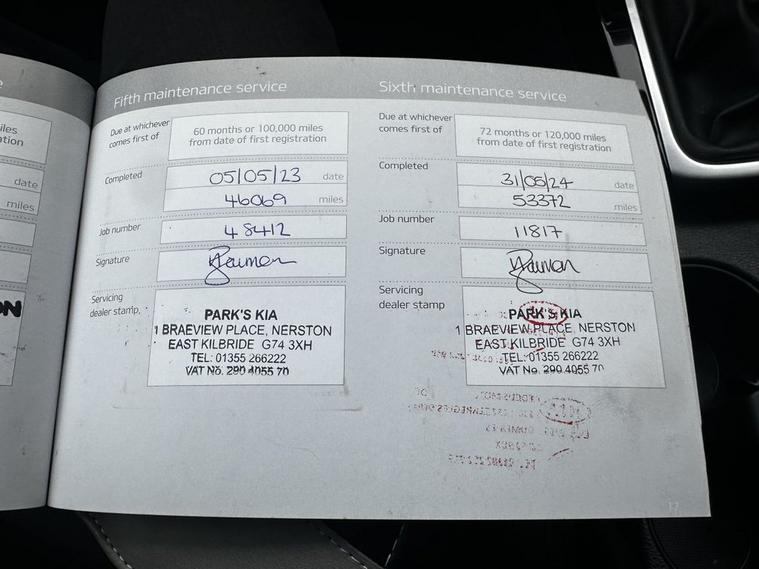 iles
ation
date
miles
ON
Fifth maintenance service
Due at whichever
comes first of
60 months or 100,000 miles
from date of first registration
Completed
05/05/23 date
46069 miles
Job number
48412
Signature
Servicing
dealer stamp
PARK'S KIA
1 BRAEVIEW PLACE, NERSTON
EAST KILBRIDE G74 3XH
TEL: 01355 266222
VAT No. 290 4055 70
Sixth maintenance service
Due at whichever
comes first of
72 months or 120,000 miles
from date of first registration
Completed
31/05/24 date
53372 miles
Job number
11817
Signature
Servicing
dealer stamp
PARK'S KIA
1 BRAEVIEW PLACE, NERSTON
EAST KILBRIDE G74 3XH
TEL: 01355 266222
VAT No. 290 4055 70
17